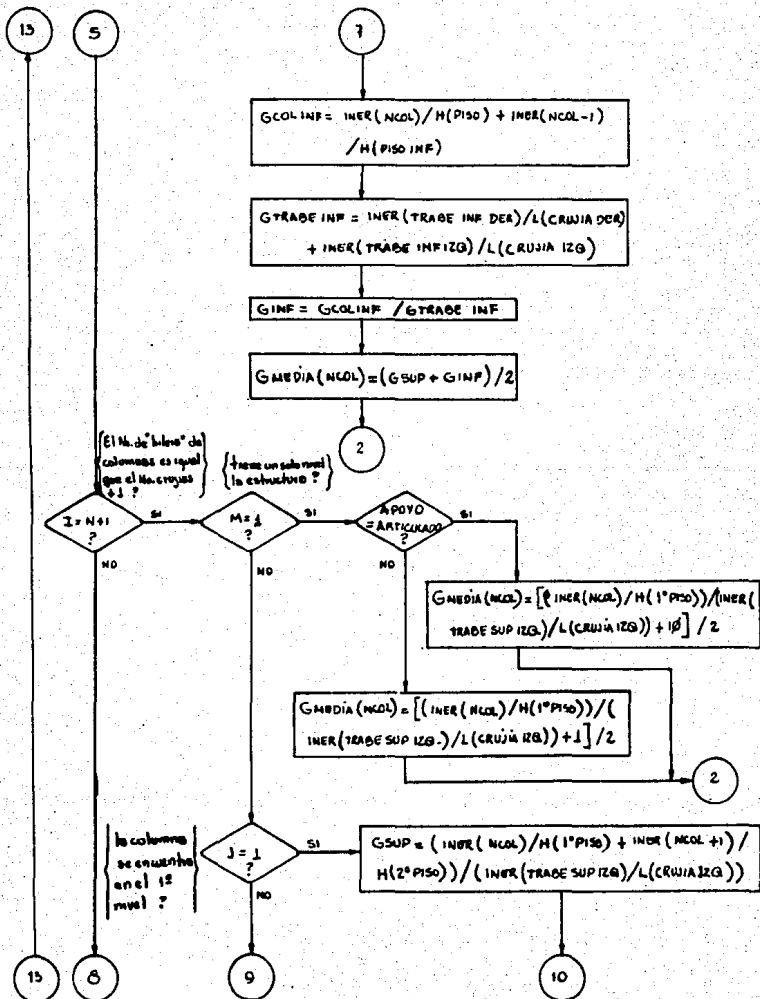 13
5
7
GCOL INF = INER(NCOL)/H(PISO) + INER(NCOL-1)
/H(PISO INF)
GTRABE INF = INER(TRABE INF DER)/L(CRUJIA DER)
+ INER(TRABE INF IZQ)/L(CRUJIA IZQ)
GINF = GCOLINF / GTRABE INF
GMEDIA(NCOL) = (GSUP + GINF)/2
2
{El No. de "hilera" de
columnas es igual
que el No. crujías
+1 ?}
{tiene un solo nivel
la estructura ?}
I = N+1
?
SI
NO
M = 1
?
SI
NO
APOYO
= ARTICULADO
?
SI
NO
GMEDIA(NCOL) = [( INER(NCOL)/H(1° PISO))/(INER(
TRABE SUP IZQ)/L(CRUJIA IZQ)) + 10] /2
GMEDIA(NCOL) = [(INER(NCOL)/H(1° PISO))/(
INER(TRABE SUP IZQ.)/L(CRUJIA IZQ)) + 1] /2
2
{la columna
se encuentra
en el 1º
nivel ?}
J = 1
?
SI
NO
GSUP = (INER(NCOL)/H(1° PISO) + INER(NCOL +1)/
H(2° PISO))/(INER(TRABE SUP IZQ)/L(CRUJIA IZQ))
13
8
9
10